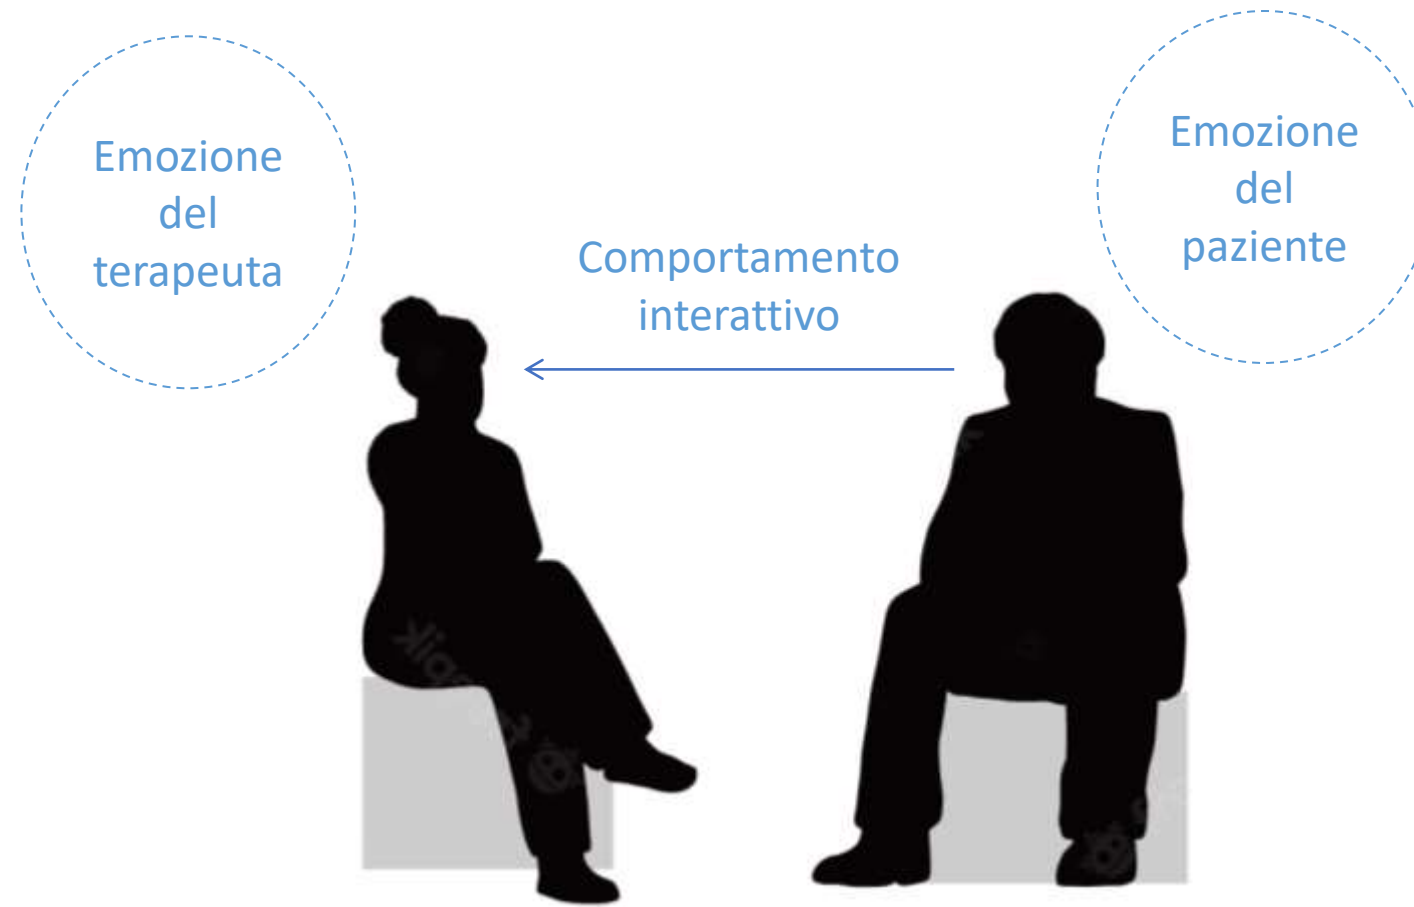 Emozione
del
terapeuta
Comportamento
interattivo
Emozione
del
paziente